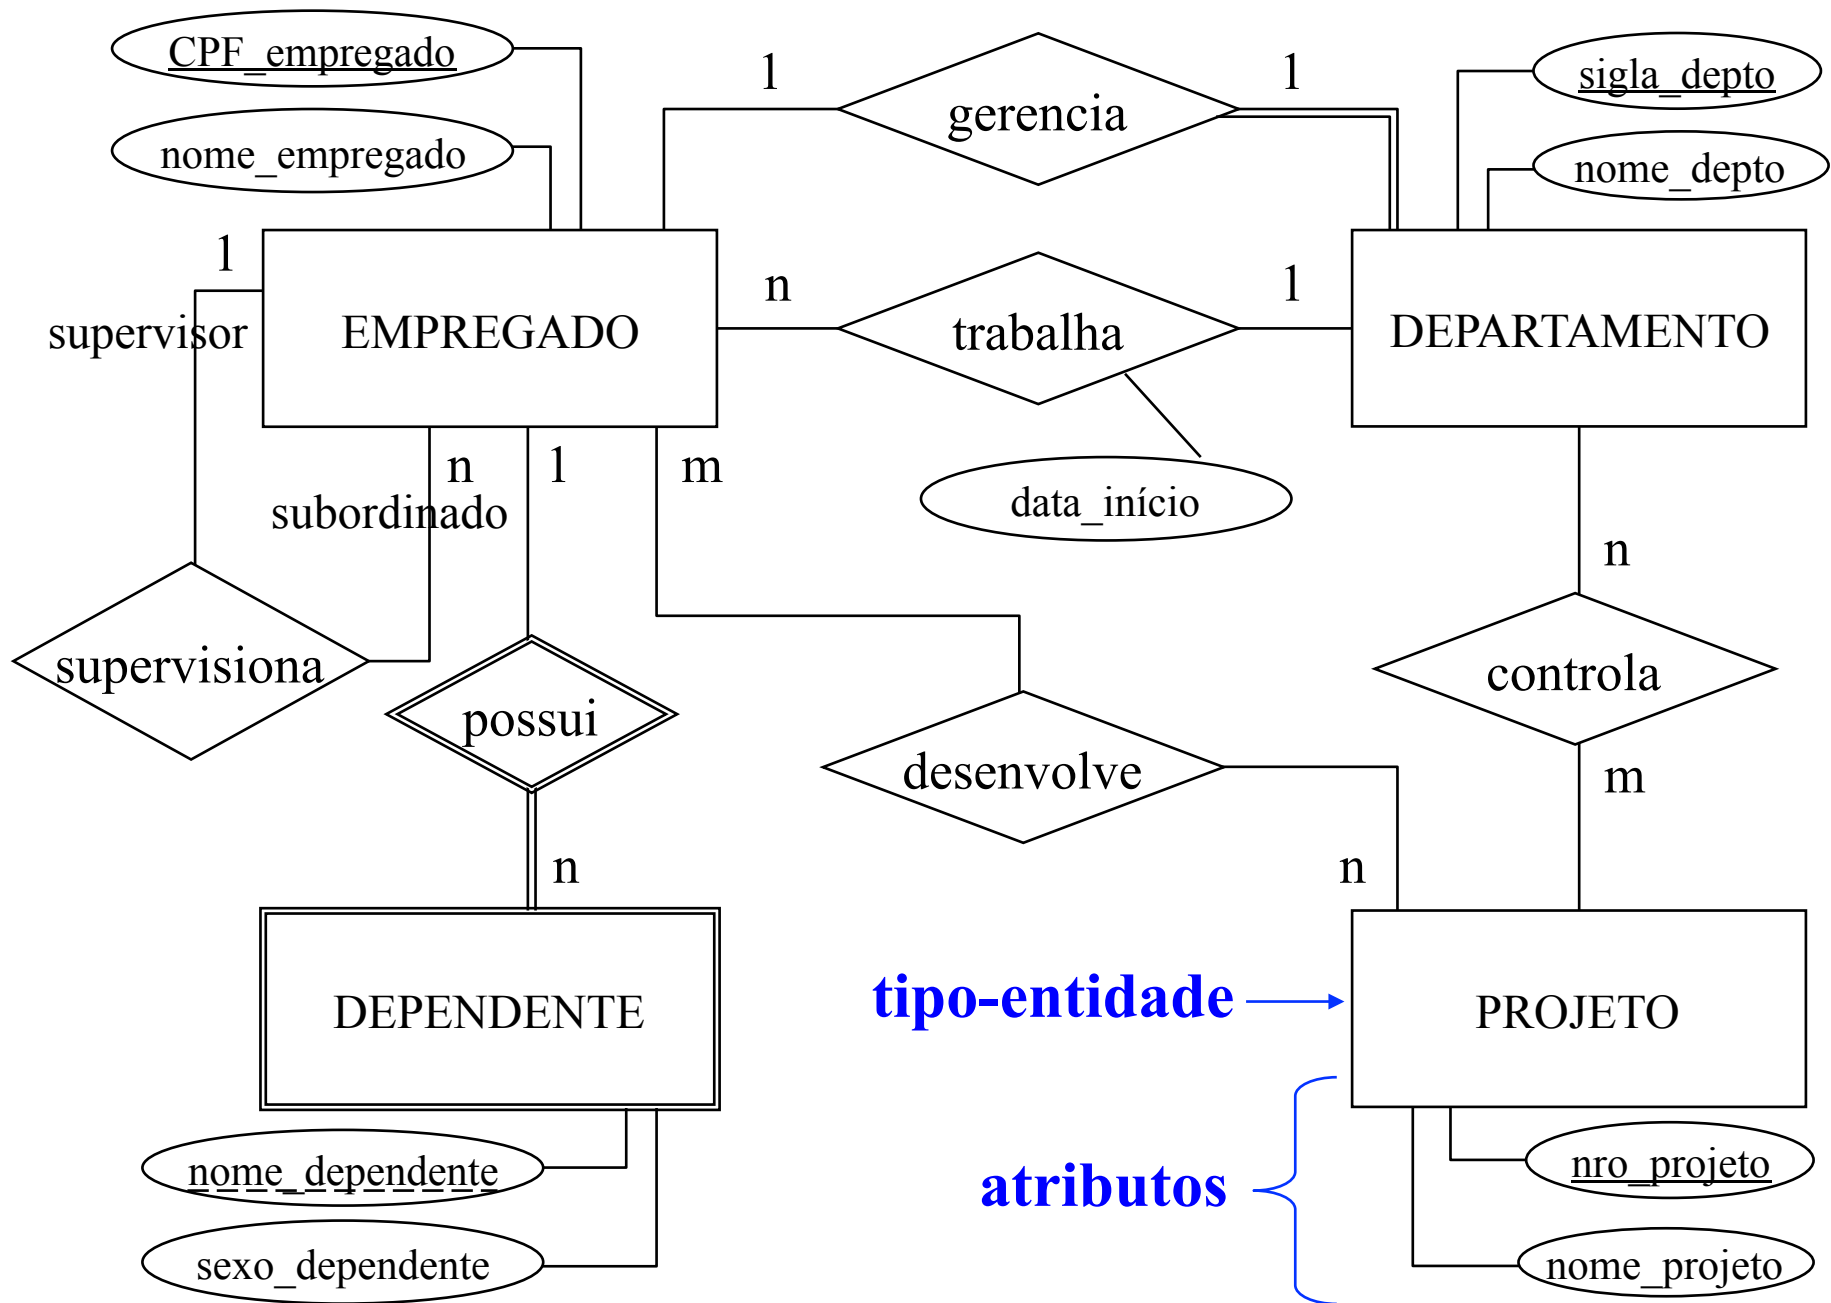 CPF_empregado
1
gerencia
1
sigla_depto
nome_empregado
nome_depto
1
supervisor
EMPREGADO
n
trabalha
1
DEPARTAMENTO
n
1
m
subordinado
data_início
n
supervisiona
possui
desenvolve
controla
m
n
n
DEPENDENTE
tipo-entidade
PROJETO
nome_dependente
atributos
nro_projeto
sexo_dependente
nome_projeto